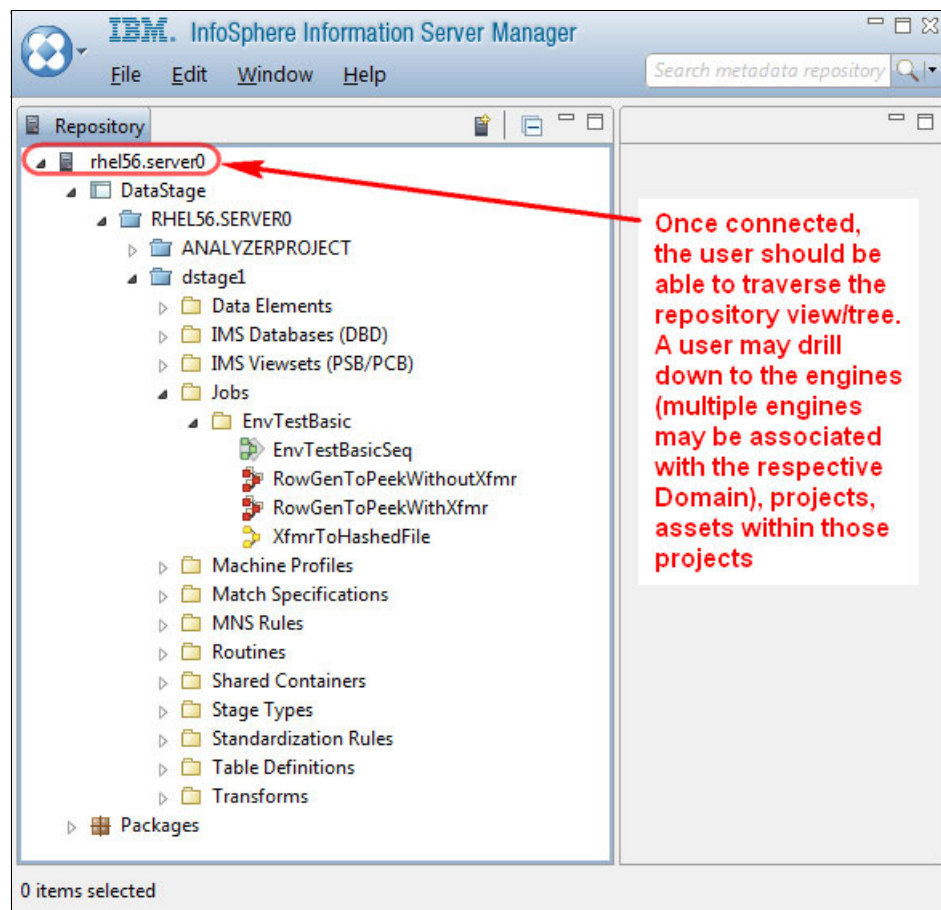 IBM. InfoSphere Information Server Manager
File Edit Window Help
Search metadata repository
Repository
rhel56.server0
DataStage
RHEL56.SERVER0
ANALYZERPROJECT
dstage1
Data Elements
IMS Databases (DBD)
IMS Viewsets (PSB/PCB)
Jobs
EnvTestBasic
EnvTestBasicSeq
RowGenToPeekWithoutXfmr
RowGenToPeekWithXfmr
XfmrToHashedFile
Machine Profiles
Match Specifications
MNS Rules
Routines
Shared Containers
Stage Types
Standardization Rules
Table Definitions
Transforms
Packages
Once connected,
the user should be
able to traverse the
repository view/tree.
A user may drill
down to the engines
(multiple engines
may be associated
with the respective
Domain), projects,
assets within those
projects
0 items selected